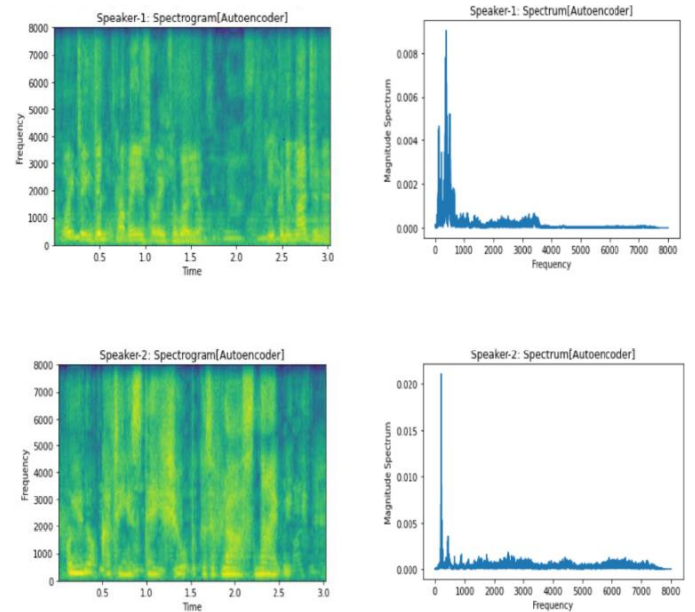 Speaker-1: Spectrogram[Autoencoder]
8000
7000
6000
5000
4000
3000
2000
1000
0
Frequency
0.5 1.0 1.5 2.0 2.5 3.0
Time
Speaker-1: Spectrum[Autoencoder]
0.008
0.006
0.004
0.002
0.000
Magnitude Spectrum
0 1000 2000 3000 4000 5000 6000 7000 8000
Frequency
Speaker-2: Spectrogram[Autoencoder]
8000
7000
6000
5000
4000
3000
2000
1000
0
Frequency
0.5 1.0 1.5 2.0 2.5 3.0
Time
Speaker-2: Spectrum[Autoencoder]
0.020
0.015
0.010
0.005
0.000
Magnitude Spectrum
0 1000 2000 3000 4000 5000 6000 7000 8000
Frequency